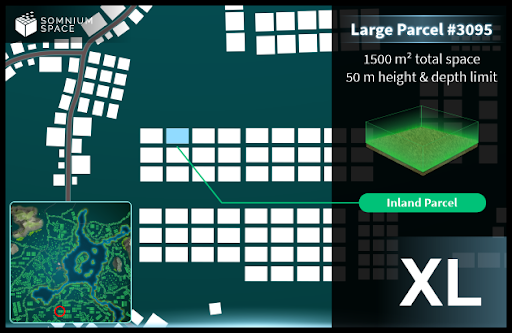 SOMNIUM
SPACE
Large Parcel #3095
1500 m² total space
50 m height & depth limit
Inland Parcel
XL